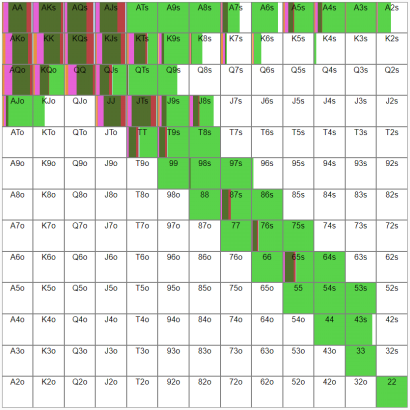 AA AKs AQs AJs ATs A9s A8s A7s A6s A5s A4s A3s A2s
AKo KK KQs KJs KTs K9s K8s K7s K6s K5s K4s K3s K2s
AQo KQo QQ QJs QTs Q9s Q8s Q7s Q6s Q5s Q4s Q3s Q2s
AJo KJo QJo JJ JTs J9s J8s J7s J6s J5s J4s J3s J2s
ATo KTo QTo JTo TT T9s T8s T7s T6s T5s T4s T3s T2s
A9o K9o Q9o J9o T9o 99 98s 97s 96s 95s 94s 93s 92s
A8o K8o Q8o J8o T8o 98o 88 87s 86s 85s 84s 83s 82s
A7o K7o Q7o J7o T7o 97o 87o 77 76s 75s 74s 73s 72s
A6o K6o Q6o J6o T6o 96o 86o 76o 66 65s 64s 63s 62s
A5o K5o Q5o J5o T5o 95o 85o 75o 65o 55 54s 53s 52s
A4o K4o Q4o J4o T4o 94o 84o 74o 64o 54o 44 43s 42s
A3o K3o Q3o J3o T3o 93o 83o 73o 63o 53o 43o 33 32s
A2o K2o Q2o J2o T2o 92o 82o 72o 62o 52o 42o 32o 22